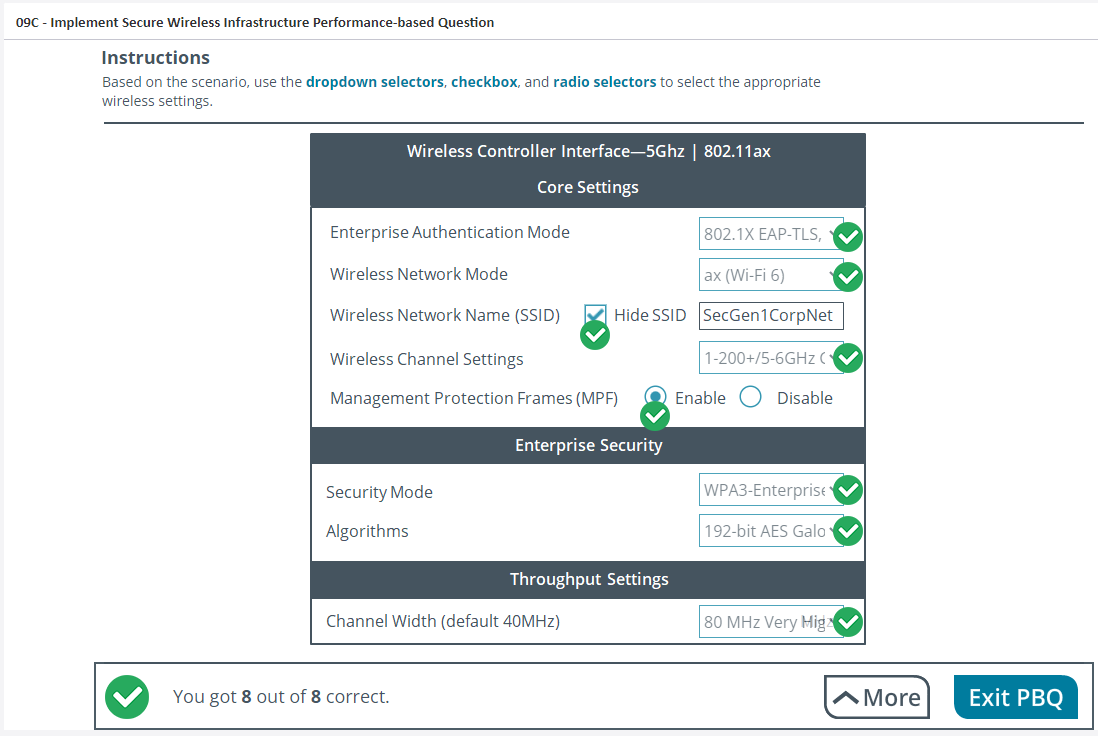 09C - Implement Secure Wireless Infrastructure Performance-based Question
Instructions
Based on the scenario, use the dropdown selectors, checkbox, and radio selectors to select the appropriate
wireless settings.
Wireless Controller Interface—5Ghz | 802.11ax
Core Settings
Enterprise Authentication Mode 802.1X EAP-TLS,
Wireless Network Mode ax (Wi-Fi 6)
Wireless Network Name (SSID) Hide SSID SecGen1CorpNet
Wireless Channel Settings 1-200+/5-6GHz
Management Protection Frames (MPF) Enable Disable
Enterprise Security
Security Mode WPA3-Enterprise
Algorithms 192-bit AES Galo
Throughput Settings
Channel Width (default 40MHz) 80 MHz Very
You got 8 out of 8 correct.
More
Exit PBQ